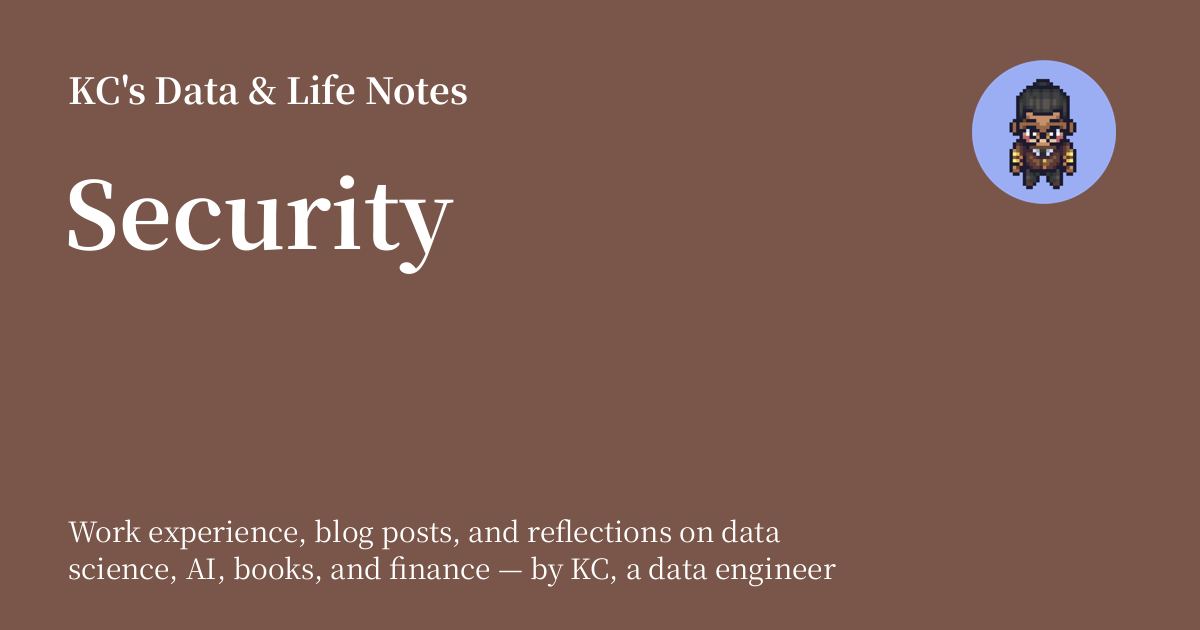 KC's Data & Life Notes
Security
Work experience, blog posts, and reflections on data
science, AI, books, and finance — by KC, a data engineer